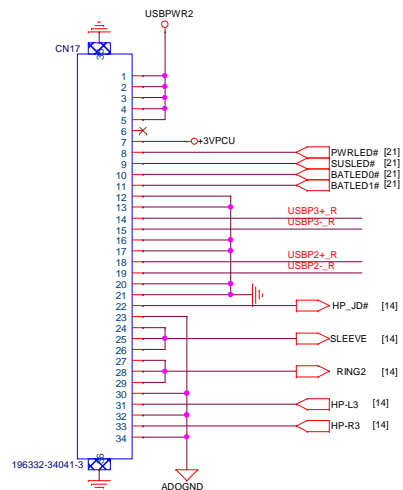 USBPWR2
CN17
35
1
2
3
4
5
6
7 +3VPCU
8 PWRLED# [21]
9 SUSLED# [21]
10 BATLED0# [21]
11 BATLED1# [21]
12
13
14 USBP3+_R
15 USBP3-_R
16
17
18 USBP2+_R
19 USBP2-_R
20
21
22 HP_JD# [14]
23
24
25 SLEEVE [14]
26
27
28 RING2 [14]
29
30
31 HP-L3 [14]
32
33 HP-R3 [14]
34
196332-34041-3
ADOGND